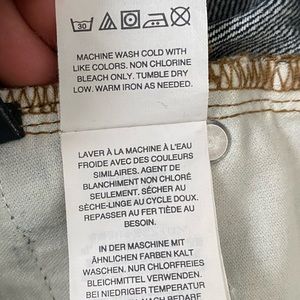 30
MACHINE WASH COLD WITH
LIKE COLORS. NON CHLORINE
BLEACH ONLY. TUMBLE DRY
LOW. WARM IRON AS NEEDED.
LAVER À LA MACHINE À L'EAU
FROIDE AVEC DES COULEURS
SIMILAIRES. AGENT DE
BLANCHIMENT NON CHLORÉ
SEULEMENT. SÉCHER AU
SÈCHE-LINGE AU CYCLE DOUX.
REPASSER AU FER TIÈDE AU
BESOIN.
IN DER MASCHINE MIT
ÄHNLICHEN FARBEN KALT
WASCHEN. NUR CHLORFREIES
BLEICHMITTEL VERWENDEN.
BEI NIEDRIGER TEMPERATUR
NACH BEDARF